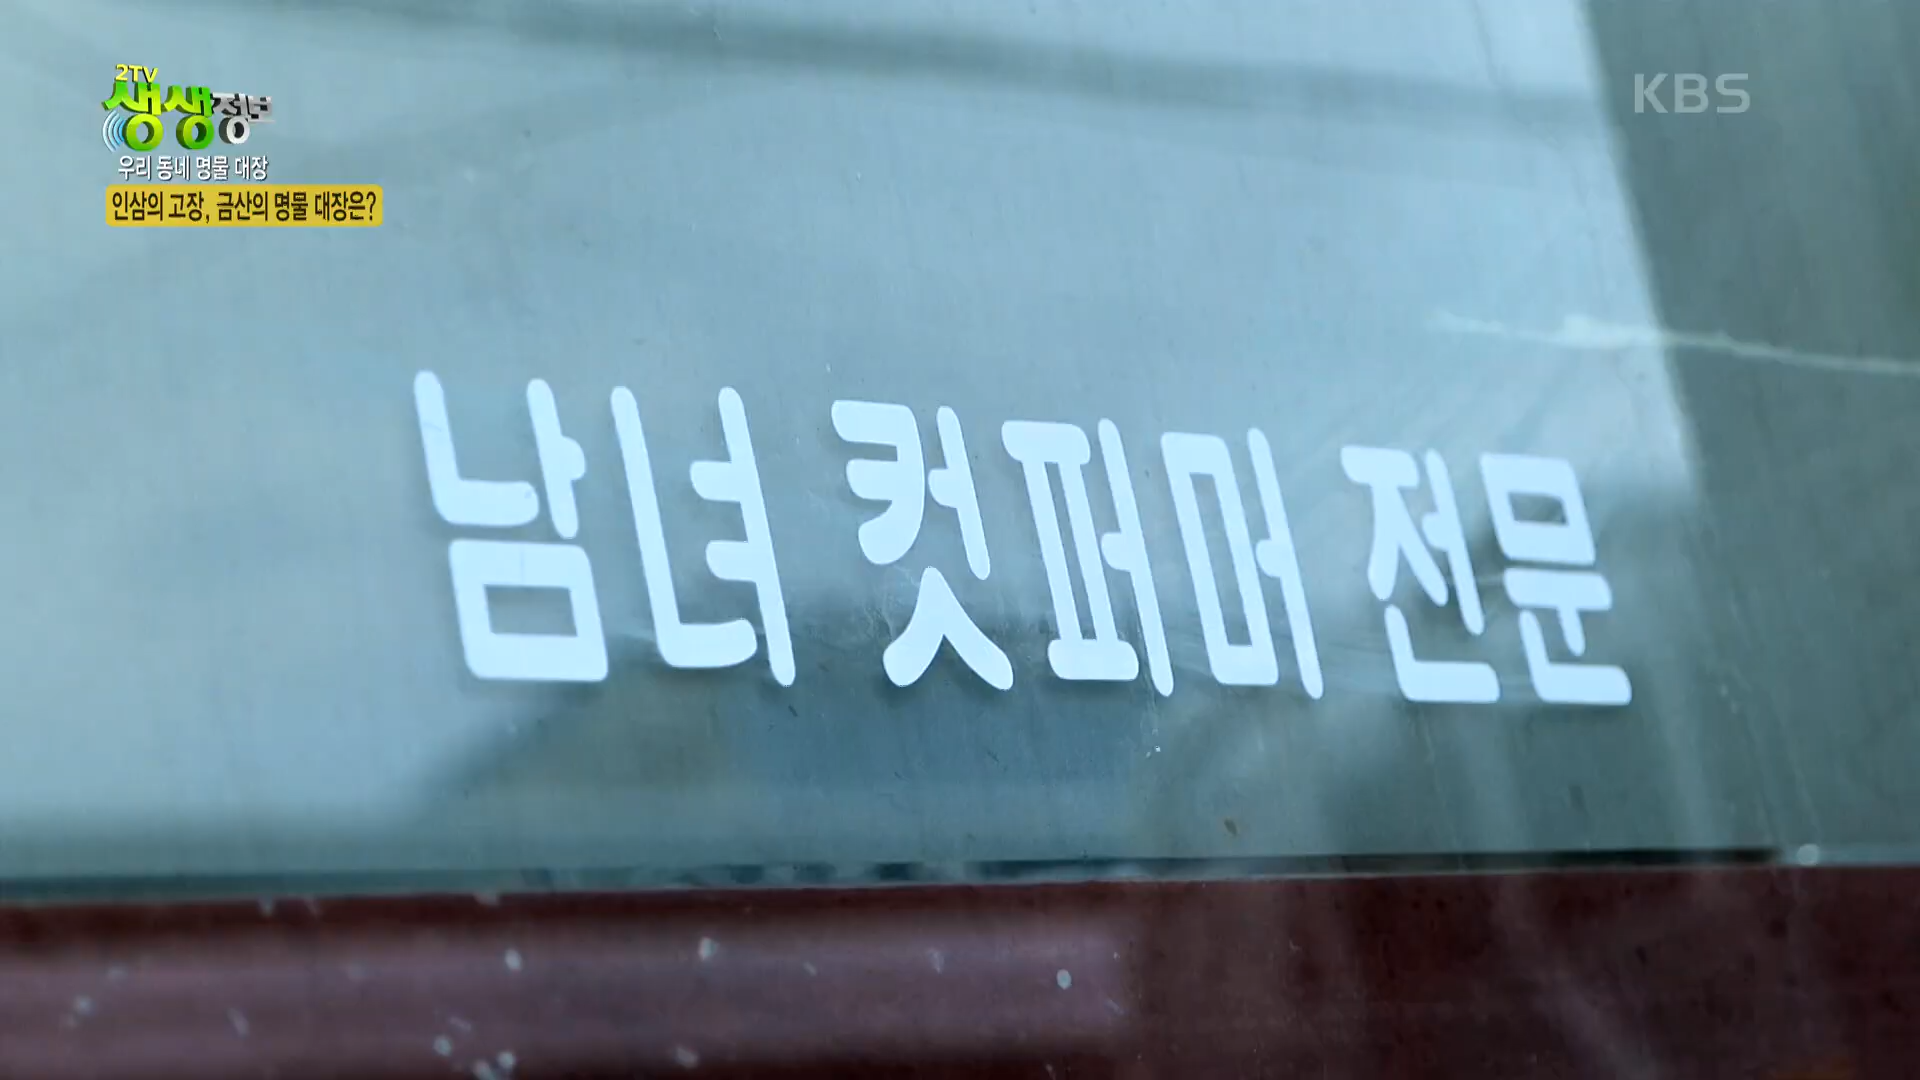 2TV
생생정보
우리 동네 명물 대장
인삼의 고장, 금산의 명물 대장은?
KBS
남녀 컷퍼머 전문